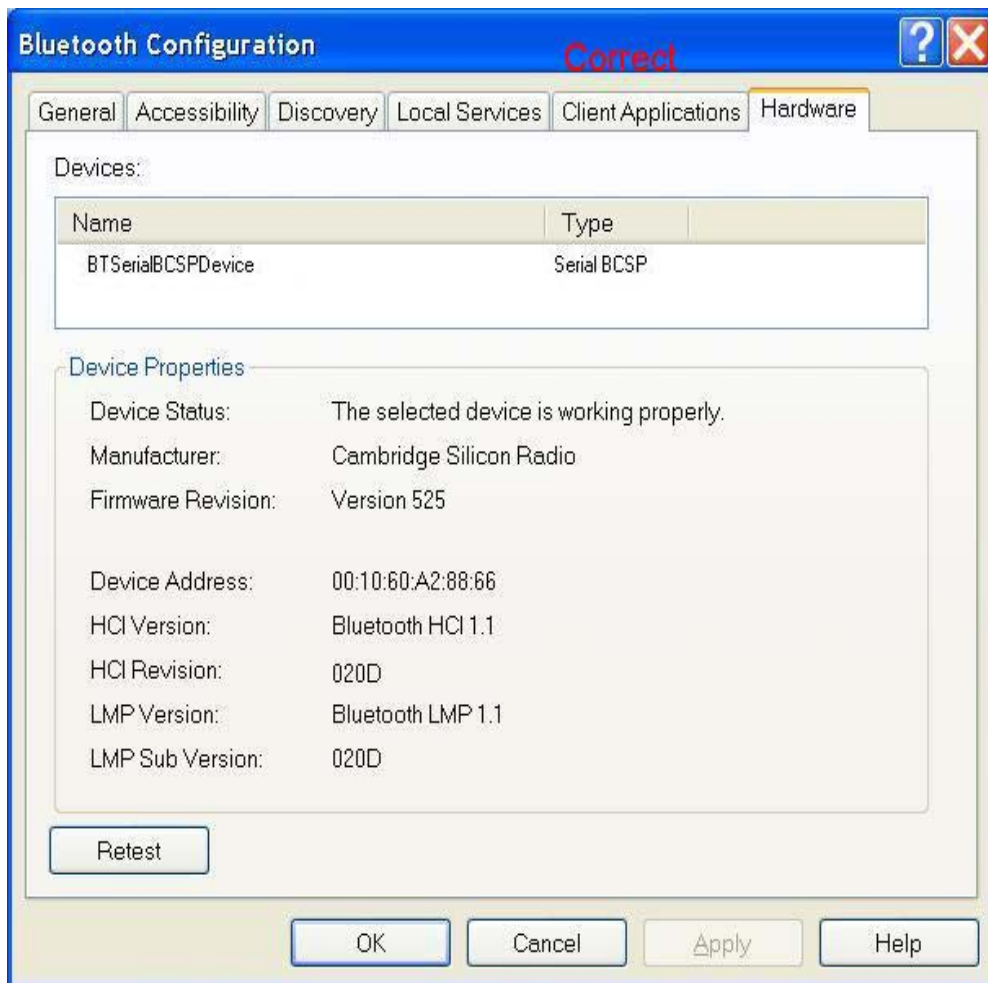 Bluetooth Configuration
Correct
General Accessibility Discovery Local Services Client Applications Hardware
Devices:
Name Type
BTSerialBCSPDevice Serial BCSP
Device Properties
Device Status: The selected device is working properly.
Manufacturer: Cambridge Silicon Radio
Firmware Revision: Version 525
Device Address: 00:10:60:A2:88:66
HCI Version: Bluetooth HCI 1.1
HCI Revision: 020D
LMP Version: Bluetooth LMP 1.1
LMP Sub Version: 020D
Retest
OK Cancel Apply Help